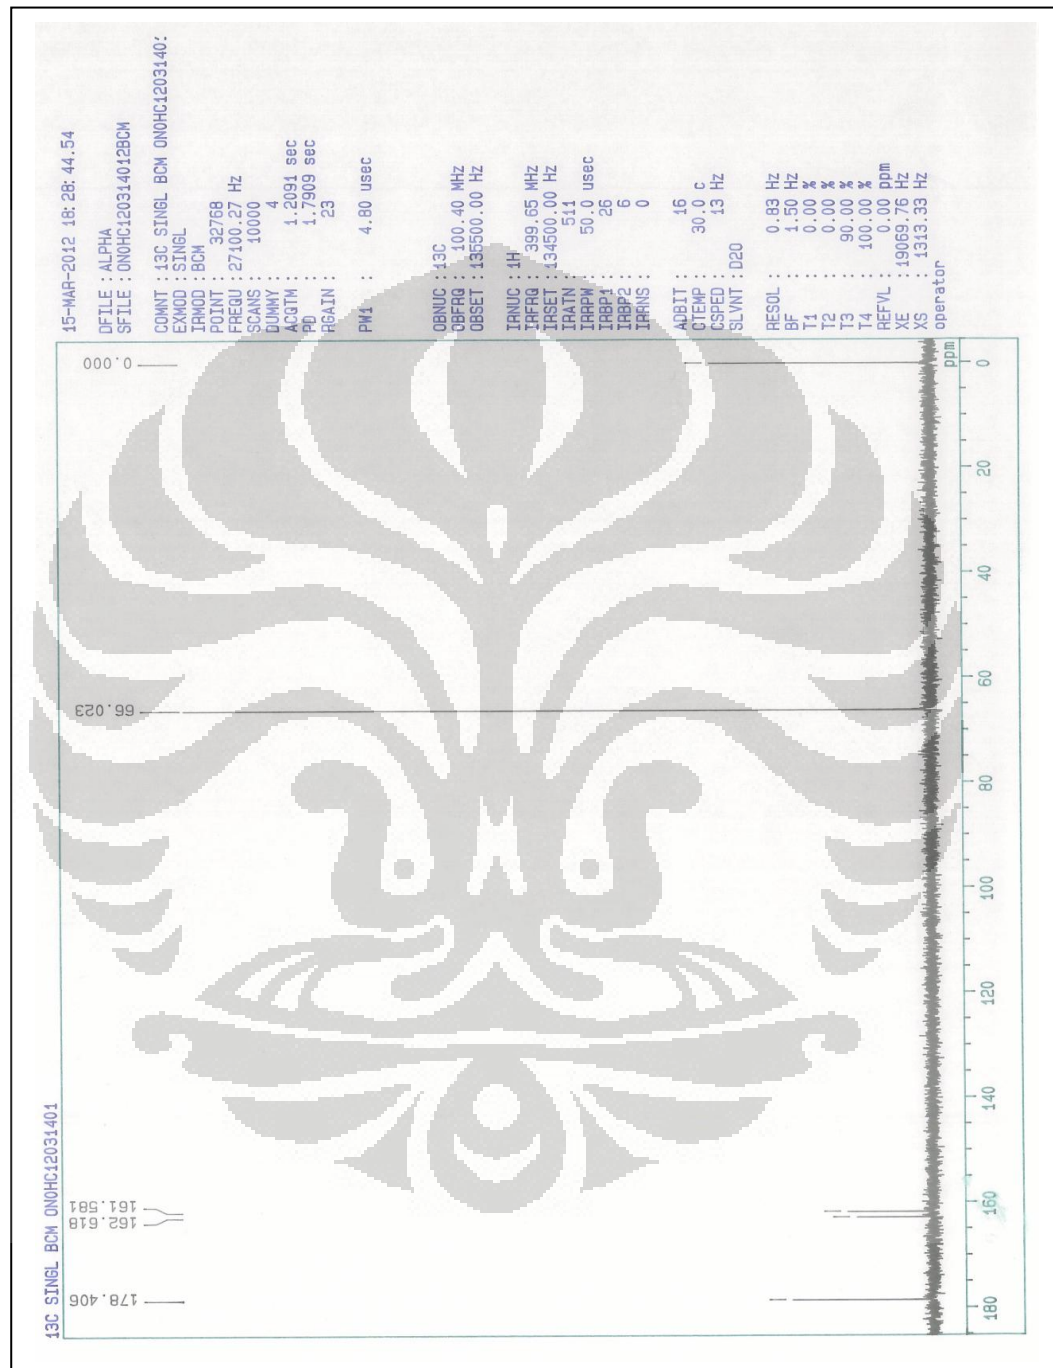 15-MAR-2012 18:28:44.54
DFILE : ALPHA
SFILE : ONOHC120314012BCM
COMNT : 13C SINGL BCM ONOHC1203140:
EXMOD : SINGL
IRMOD : BCM
POINT : 32768
FREQU : 27100.27 Hz
SCANS : 10000
DUMMY : 4
ACQTM : 1.2091 sec
PD : 1.7909 sec
RGAIN : 23
PW1 : 4.80 usec
OBNUC : 13C
OBFRQ : 100.40 MHz
OBSET : 135500.00 Hz
IRNUC : 1H
IRFRQ : 399.65 MHz
IRSET : 134500.00 Hz
IRATN : 511
IRRPW : 50.0 usec
IRBP1 : 26
IRBP2 : 6
IRRNS : 0
ADBIT : 16
CTEMP : 30.0 c
CSPED : 13 Hz
SLVNT : D2O
RESOL : 0.83 Hz
BF : 1.50 Hz
T1 : 0.00 %
T2 : 0.00 %
T3 : 90.00 %
T4 : 100.00 %
REFVL : 0.00 ppm
XE : 19069.76 Hz
XS : 1313.33 Hz
operator
13C SINGL BCM ONOHC12031401
178.406
162.618
161.581
66.023
0.000
180 160 140 120 100 80 60 40 20 0
ppm